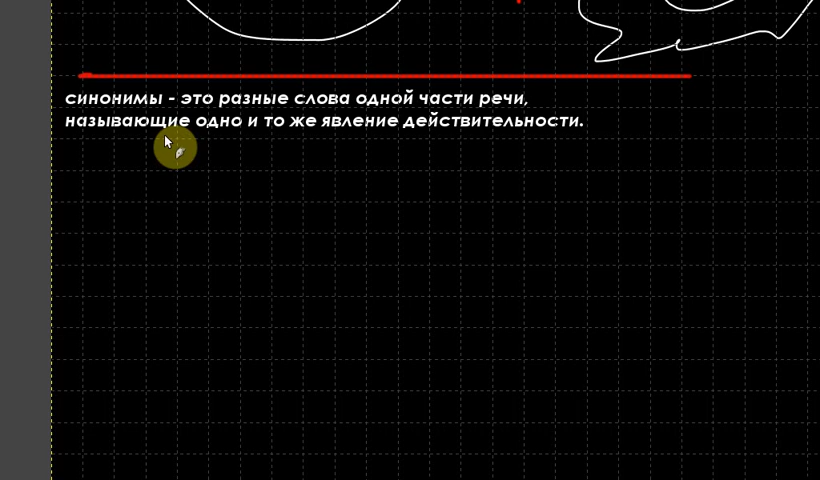 синонимы - это разные слова одной части речи,
называющие одно и то же явление действительности.